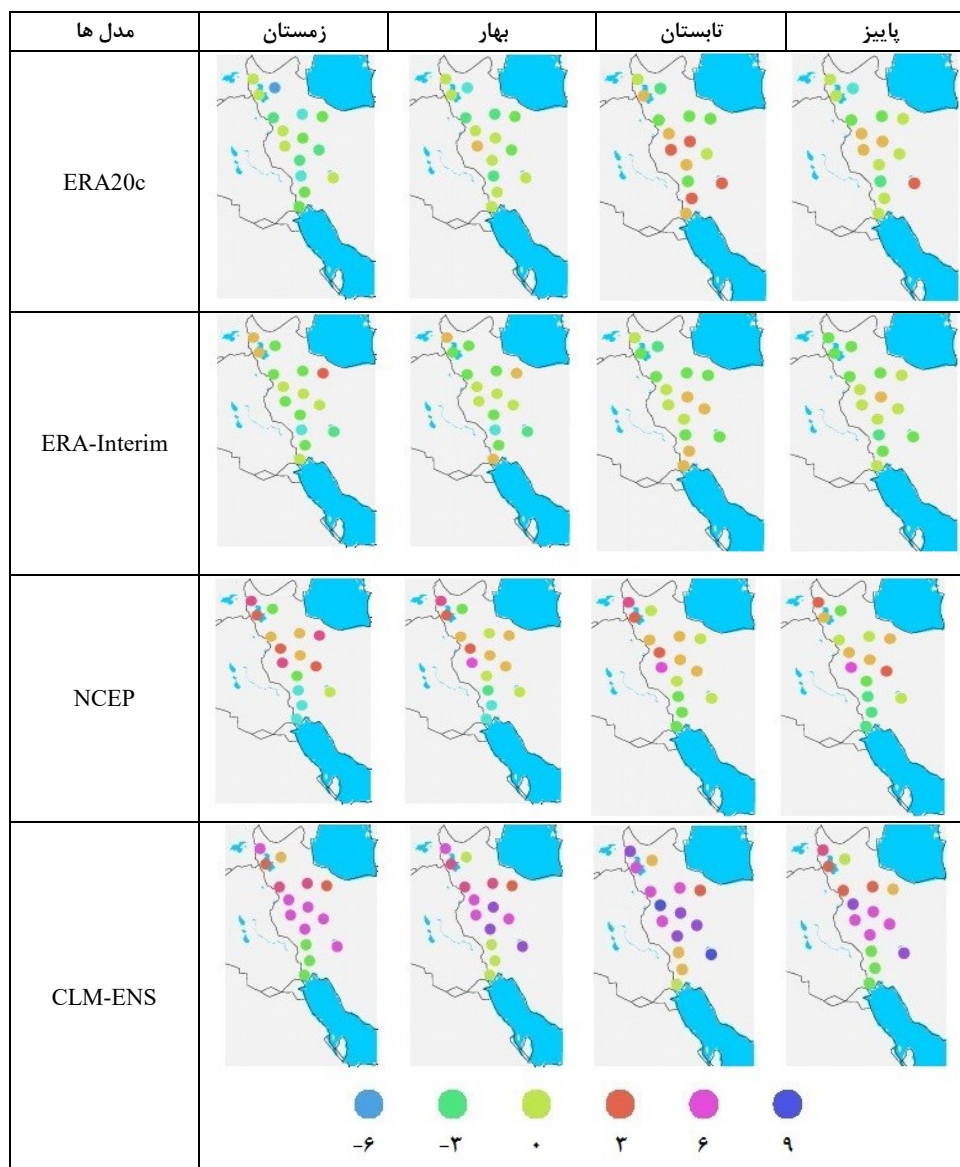 مدل ها زمستان بهار تابستان پاییز
ERA20c
ERA-Interim
NCEP
CLM-ENS
-۶ -۳ ۰ ۳ ۶ ۹